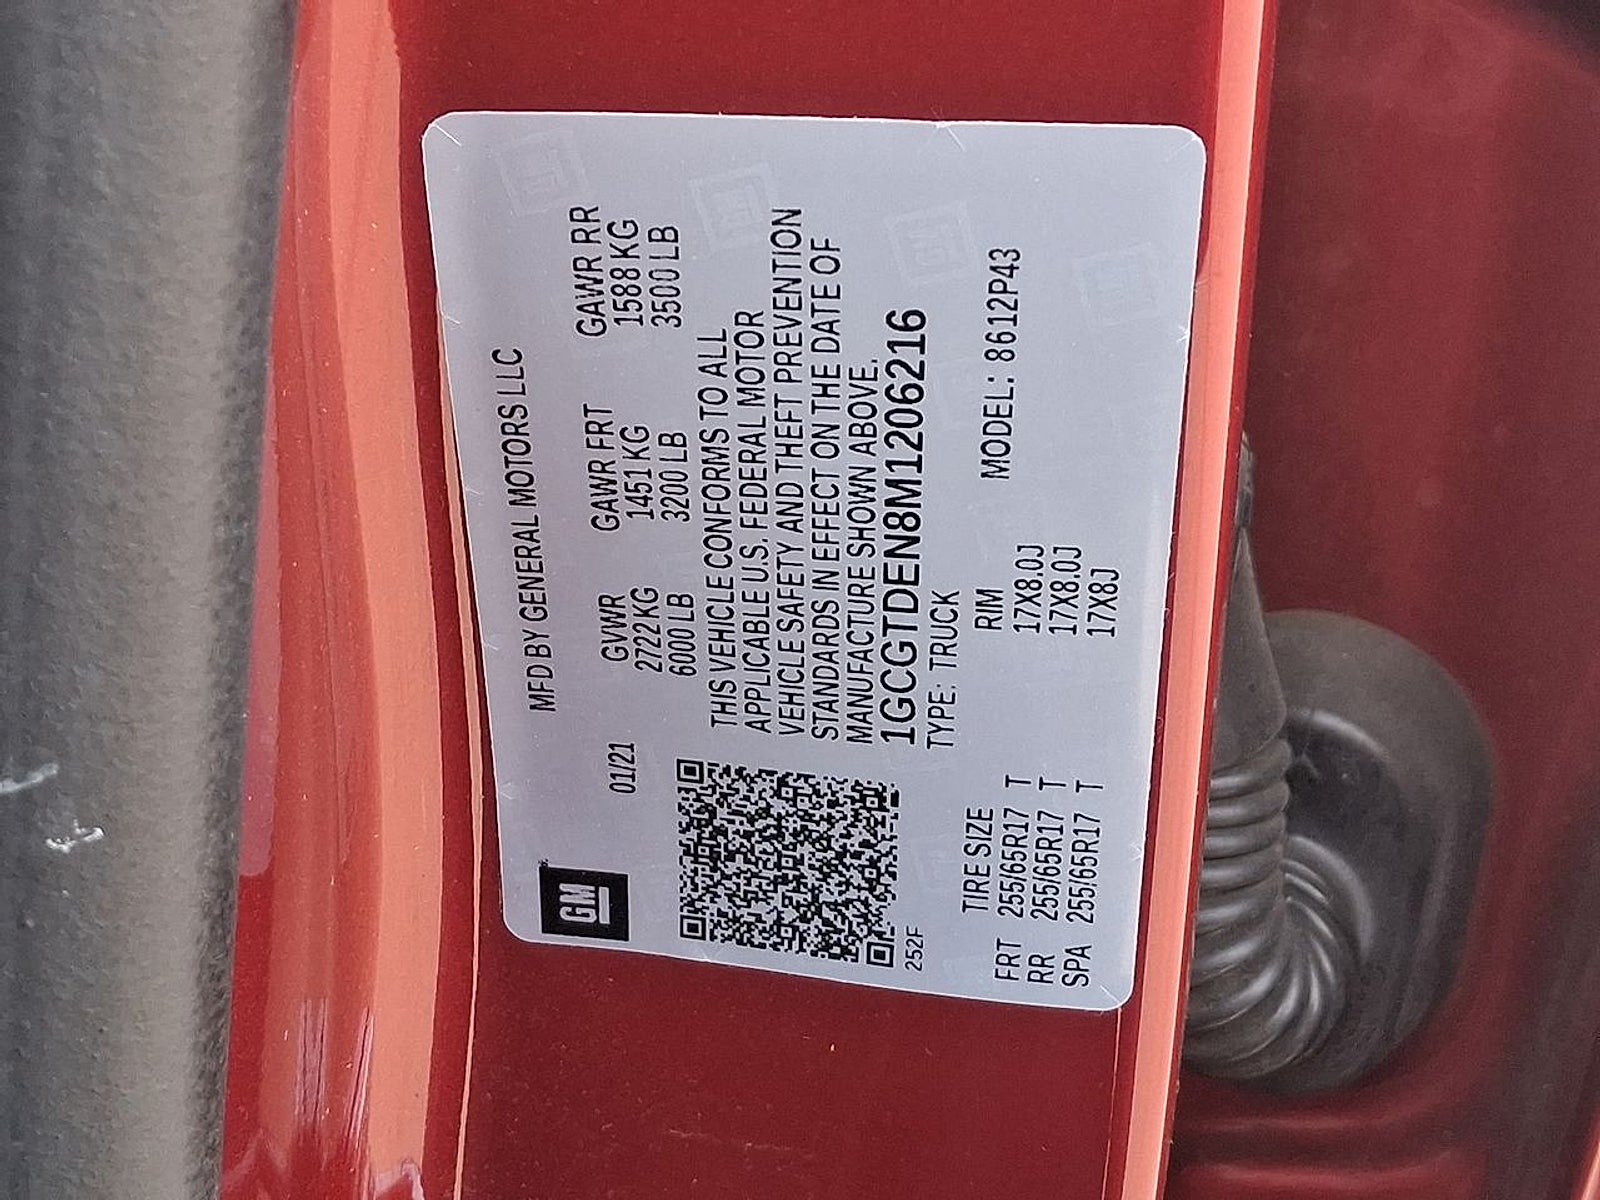 GM
MFD BY GENERAL MOTORS LLC
01/21 GVWR GAWR FRT GAWR RR
2722 KG 1451 KG 1588 KG
6000 LB 3200 LB 3500 LB
THIS VEHICLE CONFORMS TO ALL
APPLICABLE U.S. FEDERAL MOTOR
VEHICLE SAFETY AND THEFT PREVENTION
STANDARDS IN EFFECT ON THE DATE OF
MANUFACTURE SHOWN ABOVE.
1GCGTDEN8M1206216
252F TYPE: TRUCK
TIRE SIZE RIM MODEL: 8612P43
FRT 255/65R17 T 17X8.0J
RR 255/65R17 T 17X8.0J
SPA 255/65R17 T 17X8J